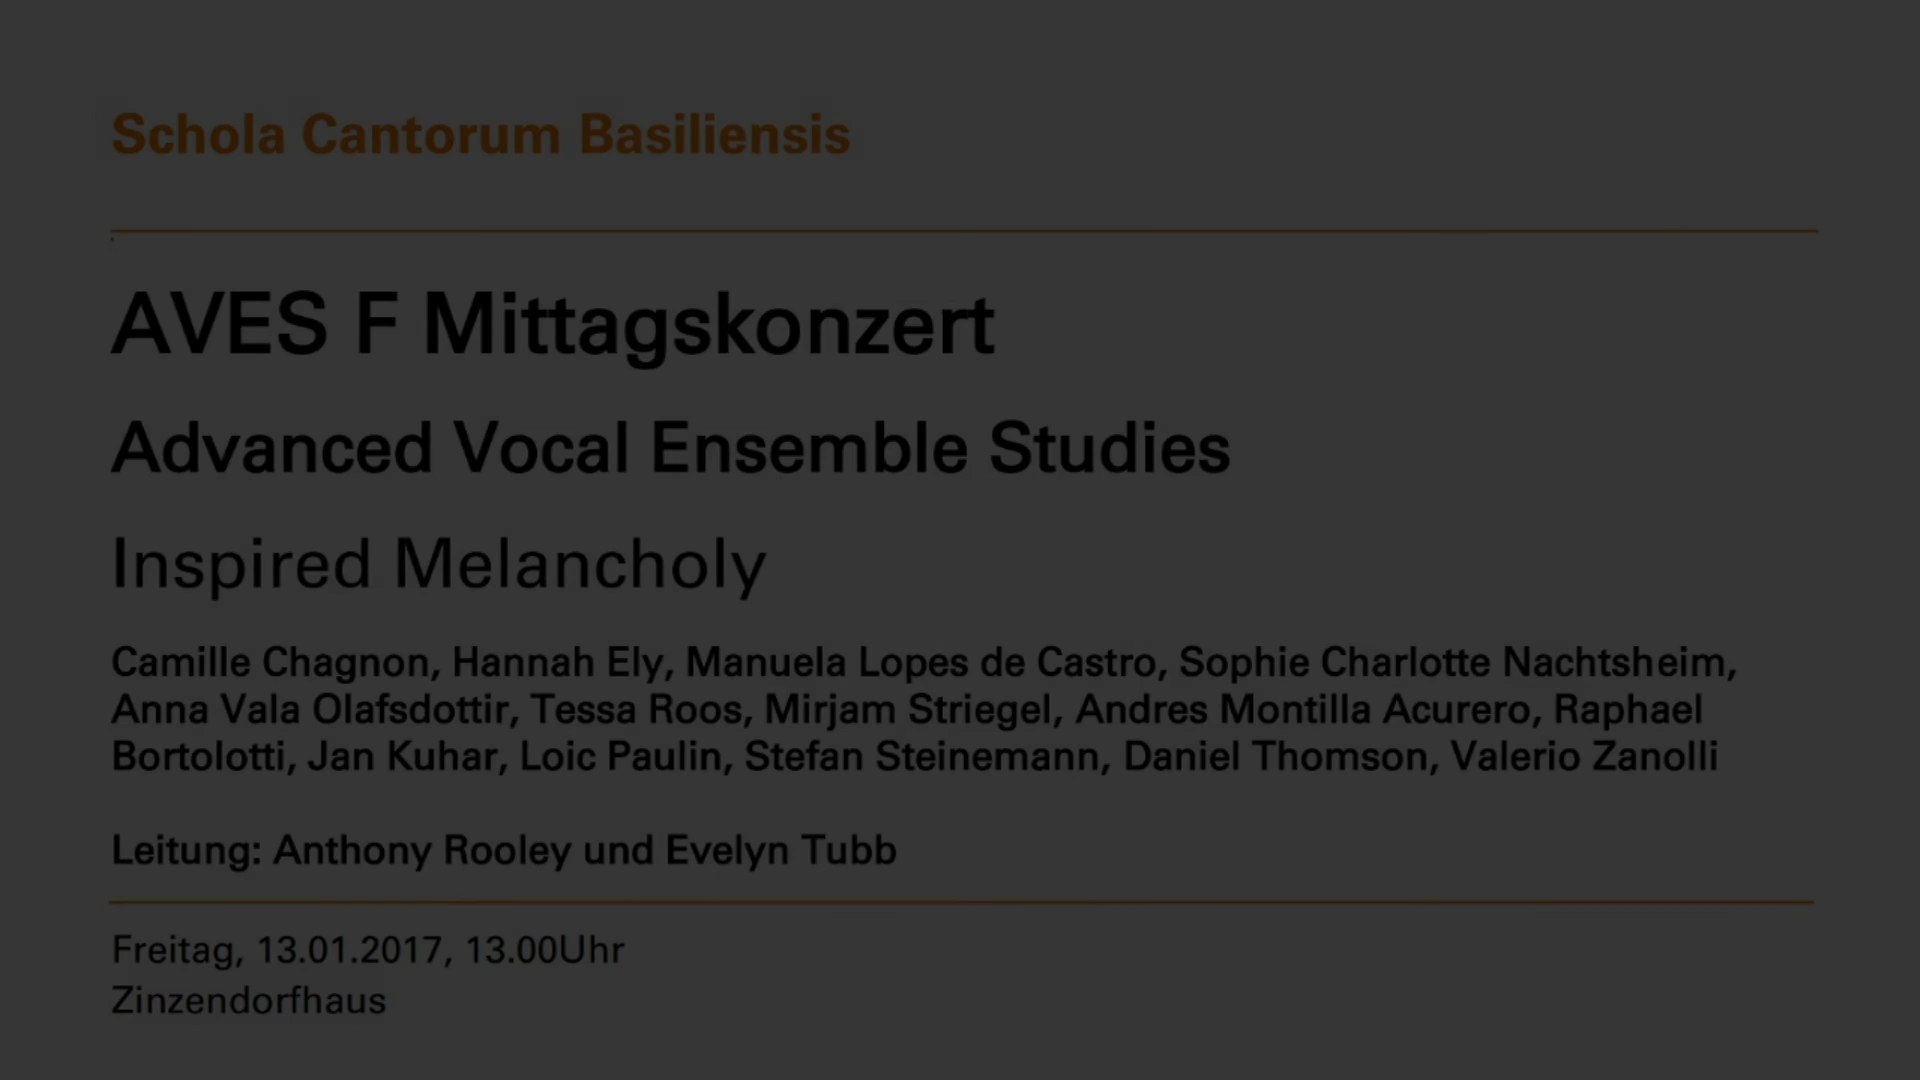 Schola Cantorum Basiliensis
AVES F Mittagskonzert
Advanced Vocal Ensemble Studies
Inspired Melancholy
Camille Chagnon, Hannah Ely, Manuela Lopes de Castro, Sophie Charlotte Nachtsheim,
Anna Vala Olafsdottir, Tessa Roos, Mirjam Striegel, Andres Montilla Acurero, Raphael
Bortolotti, Jan Kuhar, Loic Paulin, Stefan Steinemann, Daniel Thomson, Valerio Zanolli
Leitung: Anthony Rooley und Evelyn Tubb
Freitag, 13.01.2017, 13.00Uhr
Zinzendorfhaus